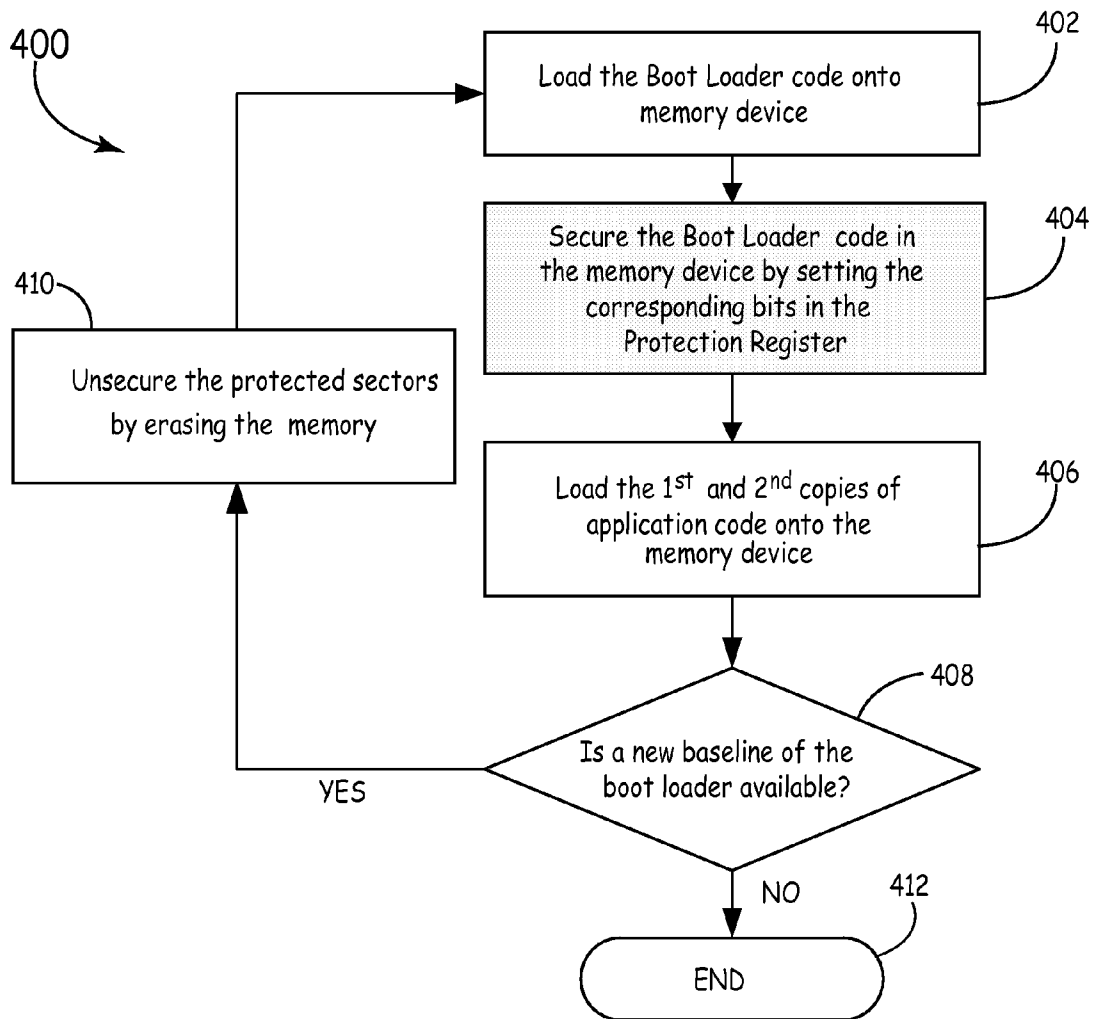 400
402
Load the Boot Loader code onto
memory device
404
Secure the Boot Loader code in
the memory device by setting the
corresponding bits in the
Protection Register
410
Unsecure the protected sectors
by erasing the memory
406
Load the 1st and 2nd copies of
application code onto the
memory device
408
Is a new baseline of the
boot loader available?
YES
NO
412
END